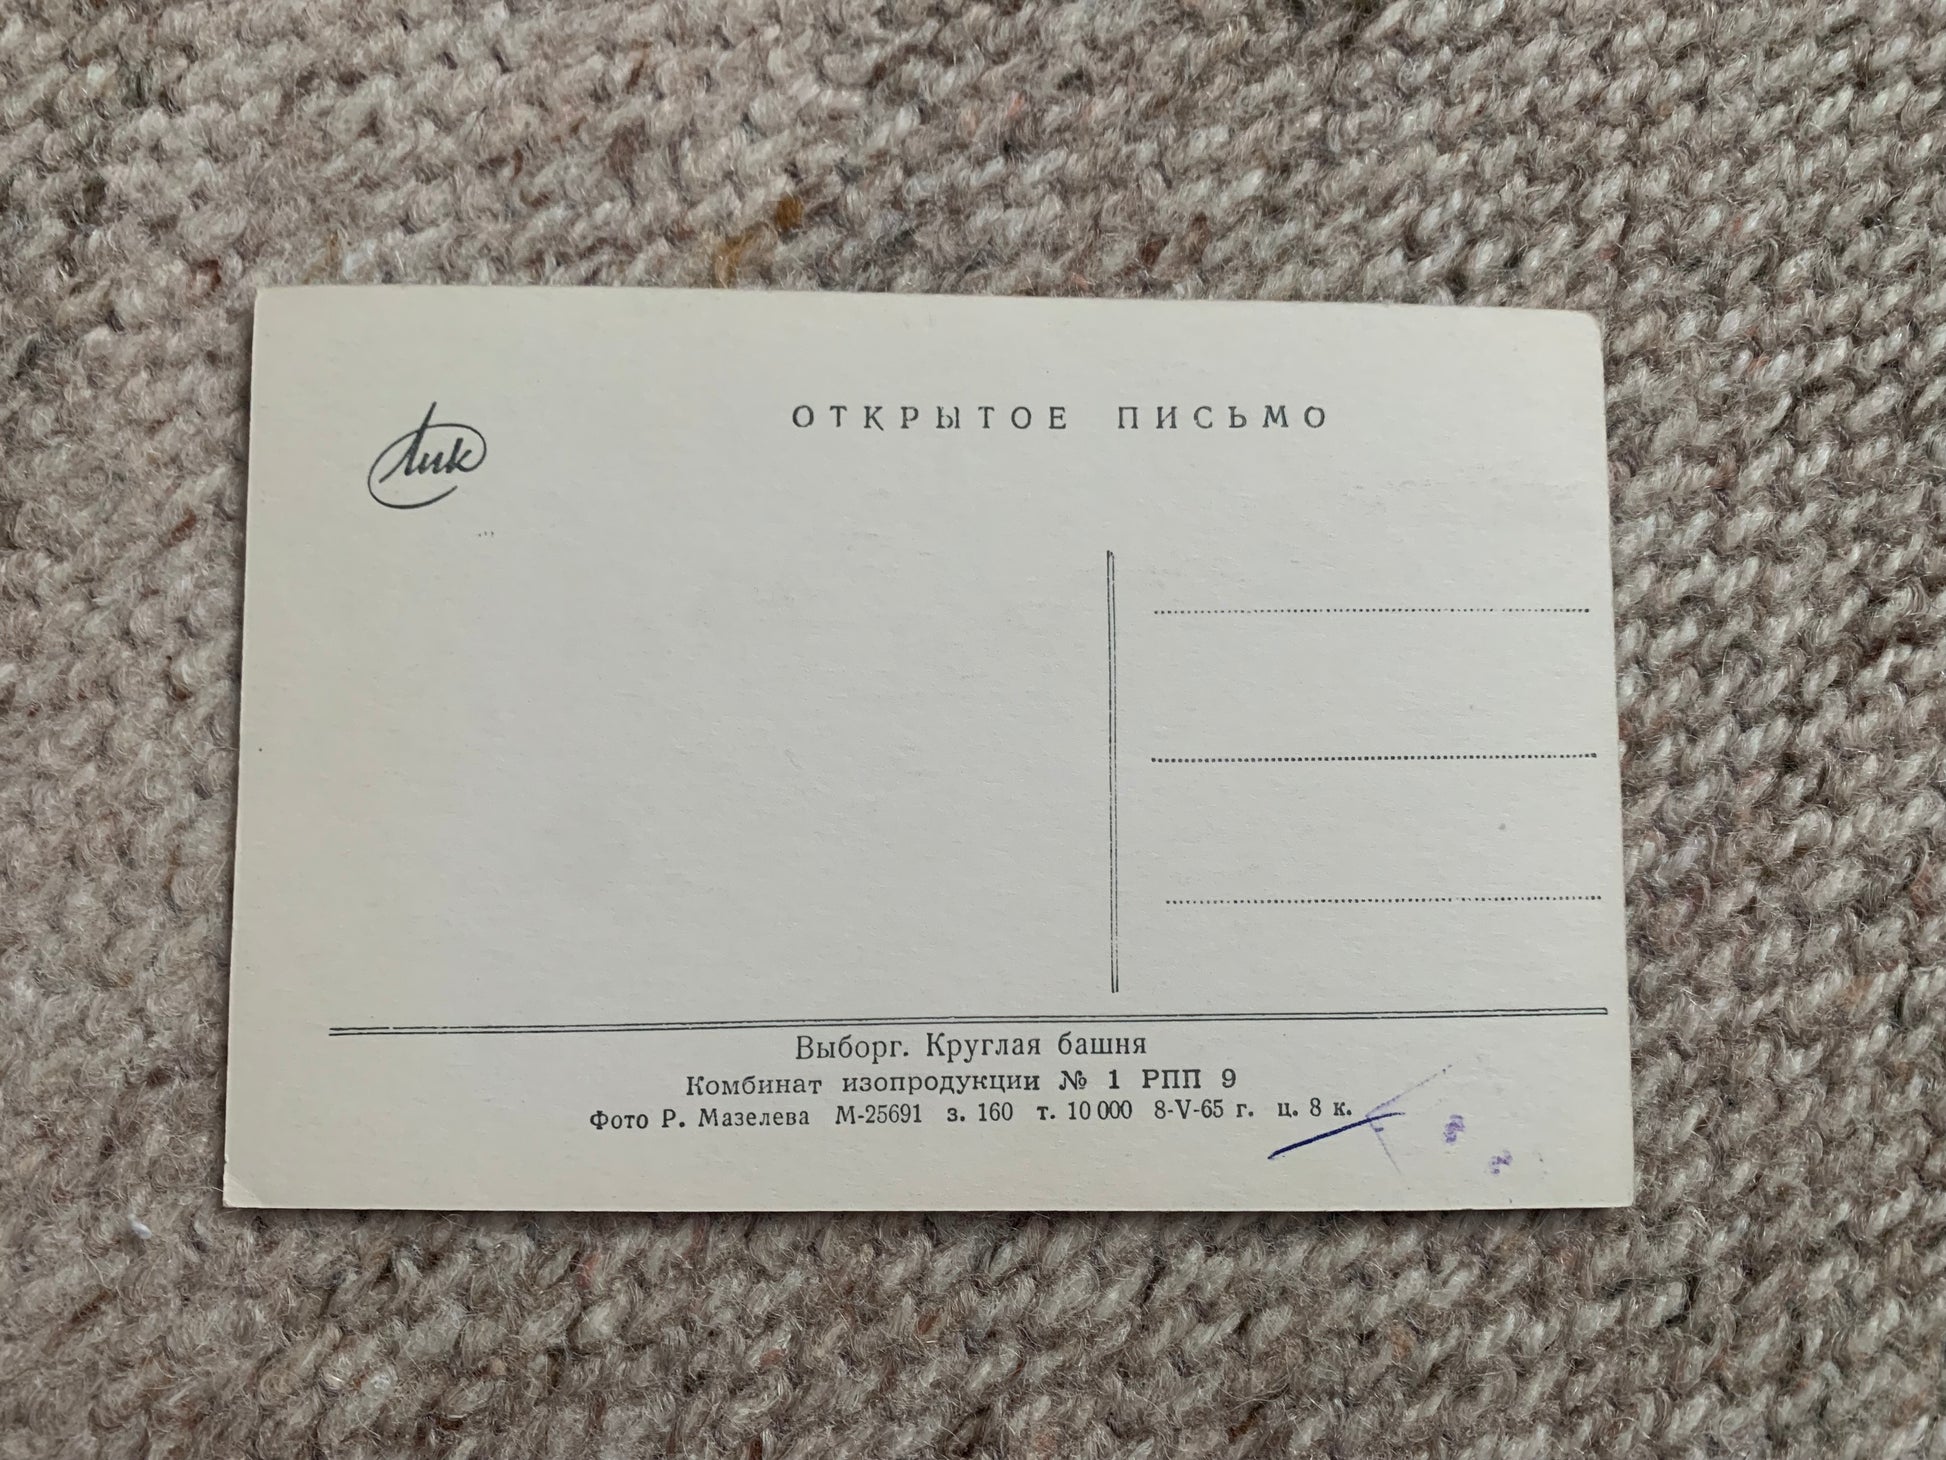 ОТКРЫТОЕ ПИСЬМО
Лик
Выборг. Круглая башня
Комбинат изопродукции № 1 РПП 9
Фото Р. Мазелева М-25691 з. 160 т. 10 000 8-V-65 г. ц. 8 к.